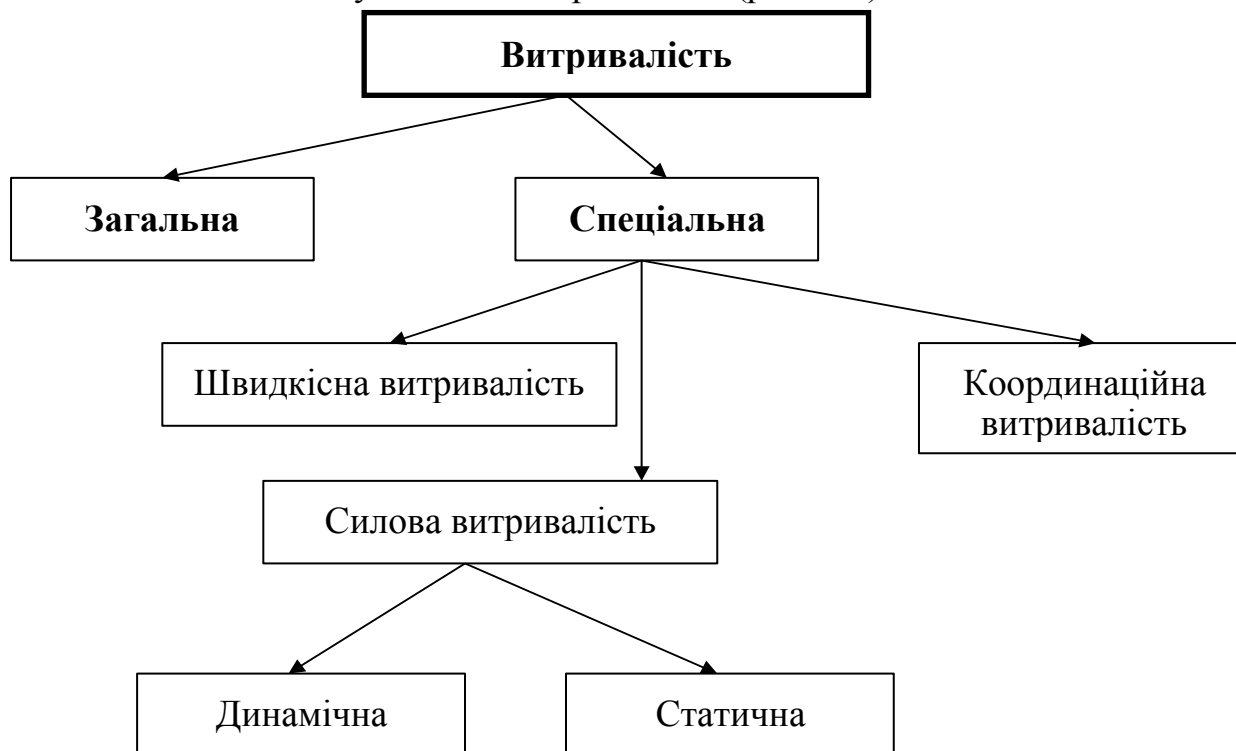 Витривалість
Загальна
Спеціальна
Швидкісна витривалість
Координаційна
витривалість
Силова витривалість
Динамічна
Статична